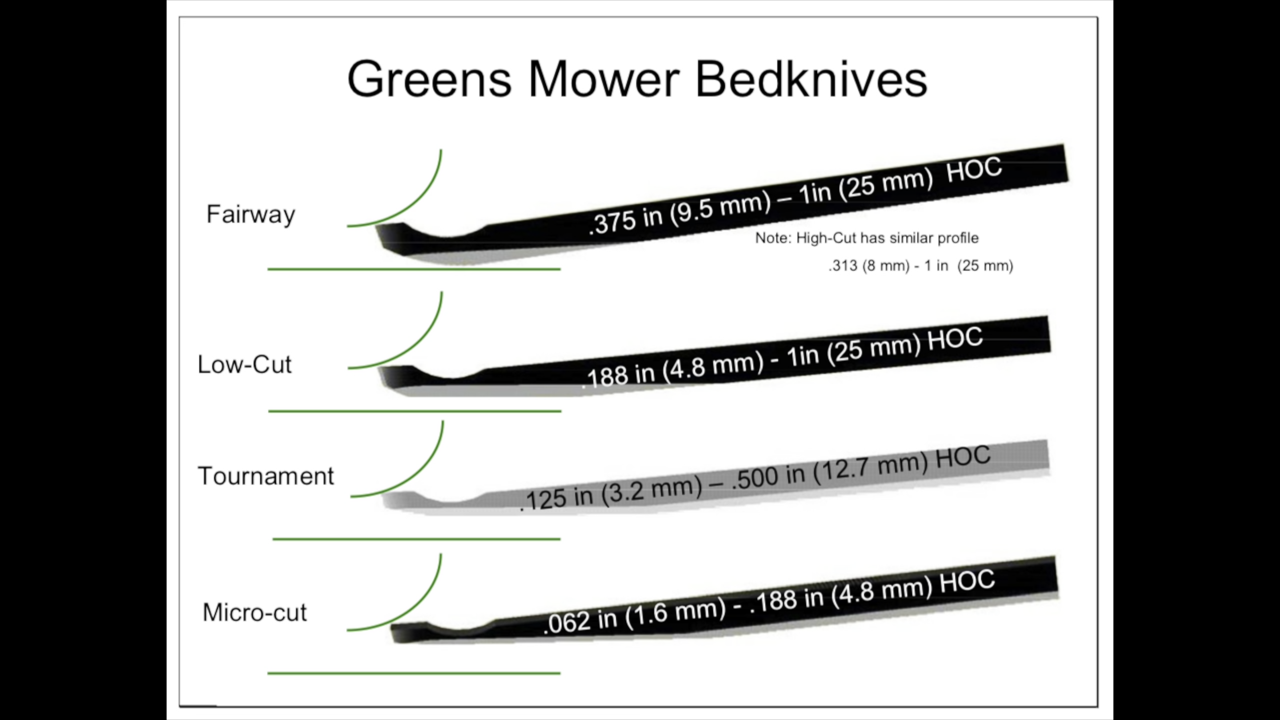 Greens Mower Bedknives
Fairway
.375 in (9.5 mm) – 1in (25 mm) HOC
Note: High-Cut has similar profile
.313 (8 mm) - 1 in (25 mm)
Low-Cut
.188 in (4.8 mm) - 1in (25 mm) HOC
Tournament
.125 in (3.2 mm) – .500 in (12.7 mm) HOC
Micro-cut
.062 in (1.6 mm) - .188 in (4.8 mm) HOC